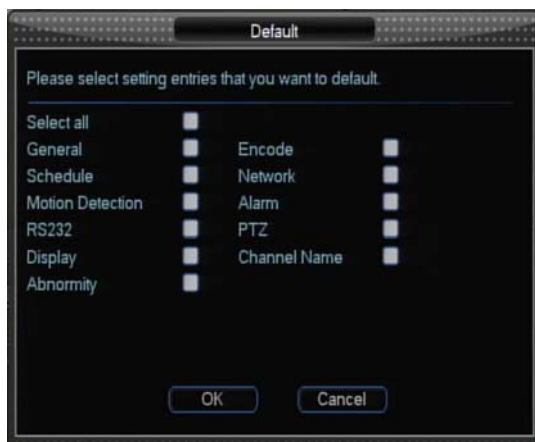 Default
Please select setting entries that you want to default.
Select all
General Encode
Schedule Network
Motion Detection Alarm
RS232 PTZ
Display Channel Name
Abnormity
OK Cancel